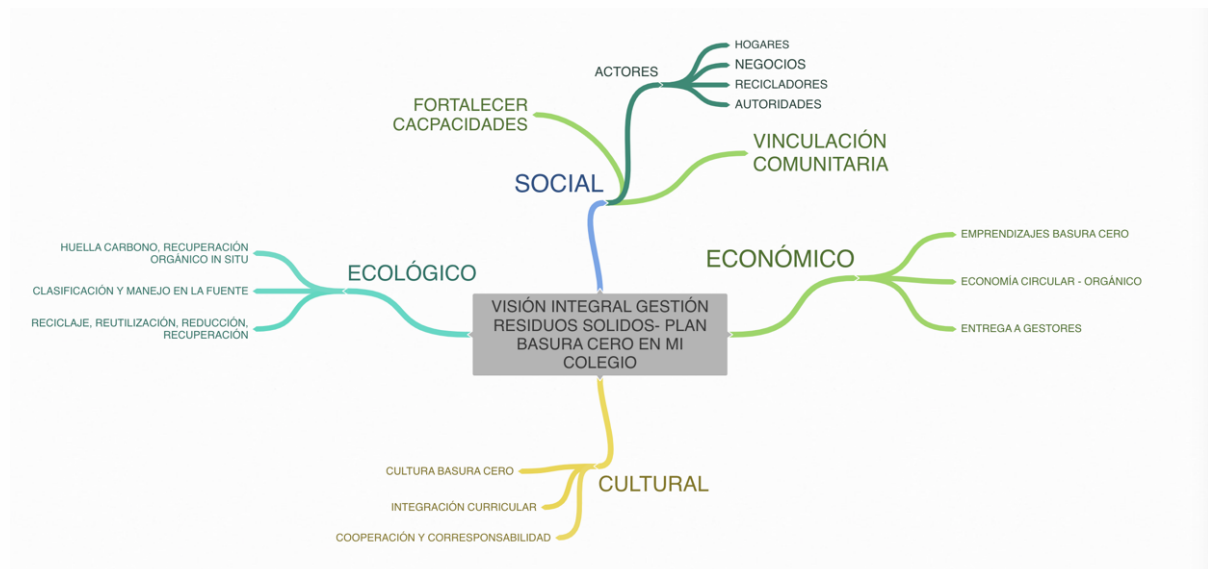 HOGARES
NEGOCIOS
RECICLADORES
AUTORIDADES
ACTORES
FORTALECER
CACPACIDADES
VINCULACIÓN
COMUNITARIA
SOCIAL
ECONÓMICO
EMPRENDIZAJES BASURA CERO
ECONOMÍA CIRCULAR - ORGÁNICO
ENTREGA A GESTORES
ECOLÓGICO
HUELLA CARBONO, RECUPERACIÓN
ORGÁNICO IN SITU
CLASIFICACIÓN Y MANEJO EN LA FUENTE
RECICLAJE, REUTILIZACIÓN, REDUCCIÓN,
RECUPERACIÓN
VISIÓN INTEGRAL GESTIÓN
RESIDUOS SOLIDOS- PLAN
BASURA CERO EN MI
COLEGIO
CULTURAL
CULTURA BASURA CERO
INTEGRACIÓN CURRICULAR
COOPERACIÓN Y CORRESPONSABILIDAD